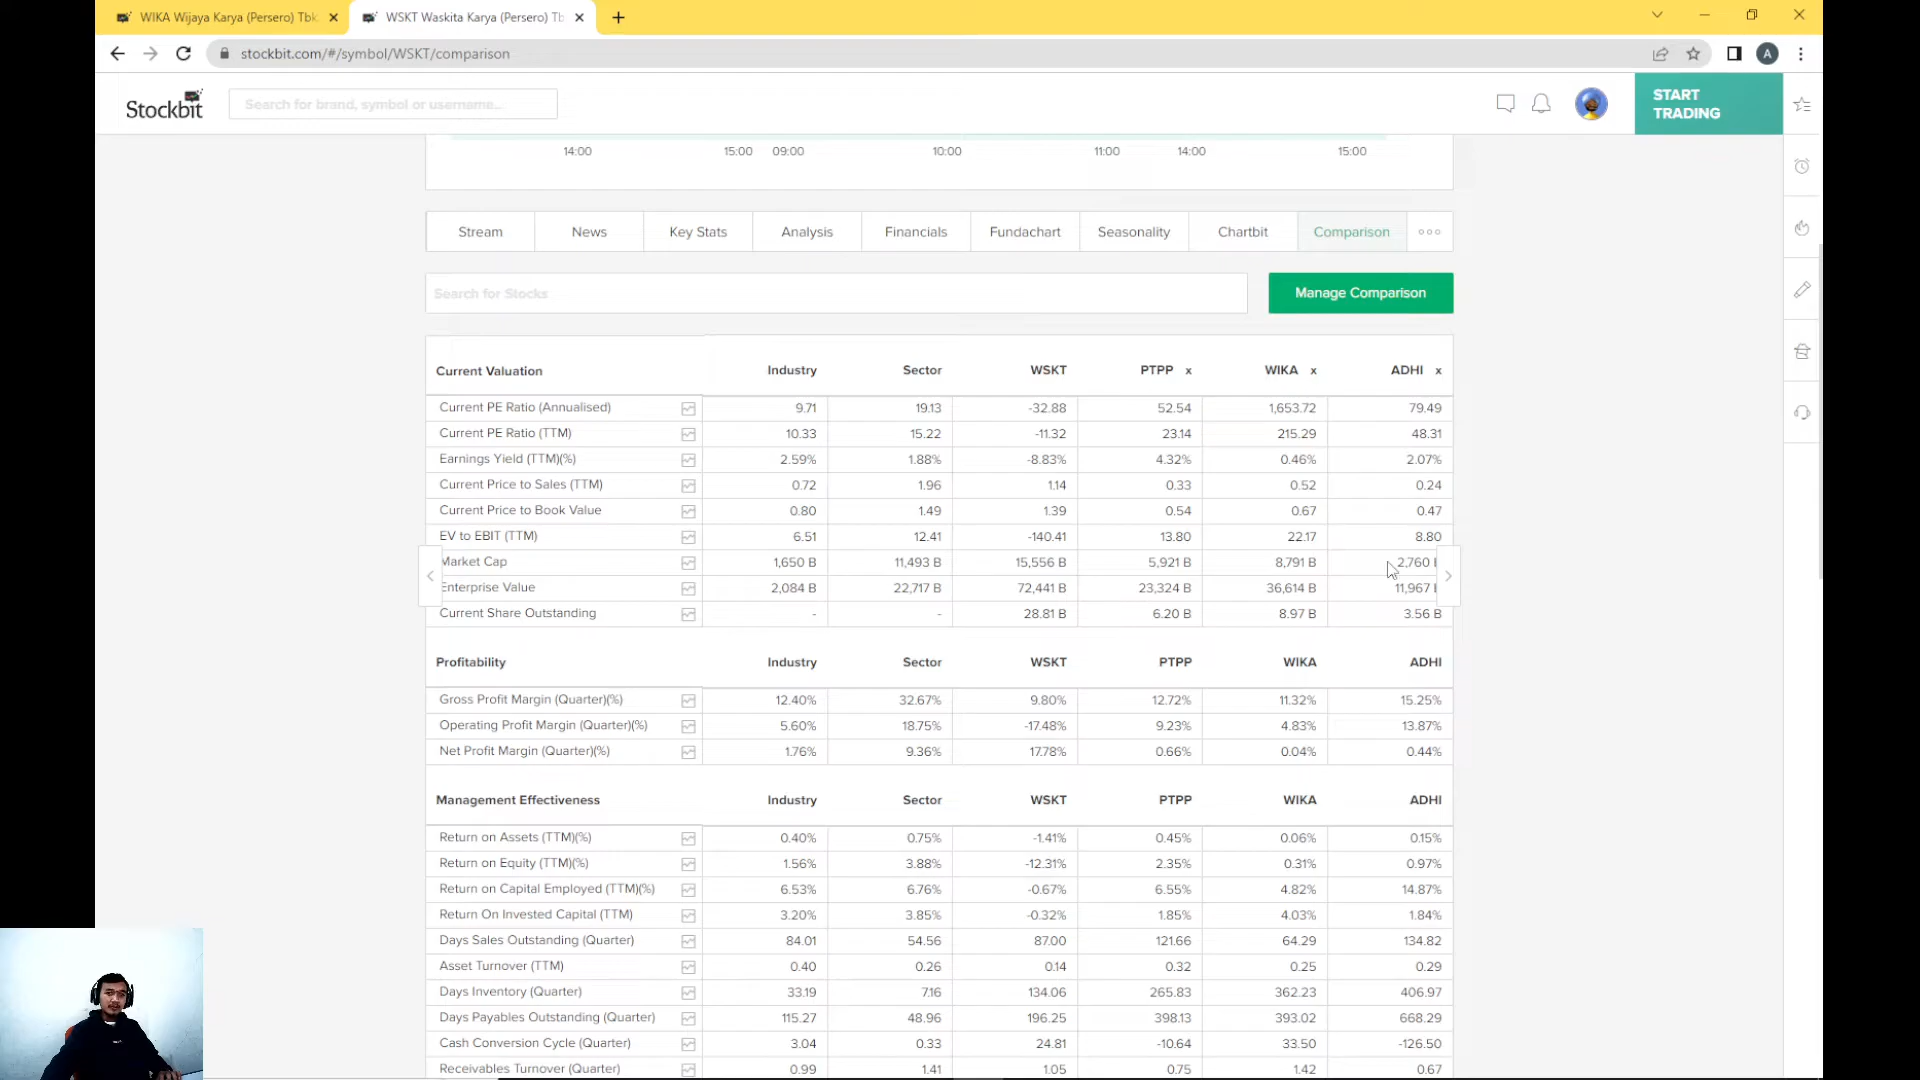 WIKA Wijaya Karya (Persero) Tbk
WSKT Waskita Karya (Persero) Tb
stockbit.com/#/symbol/WSKT/comparison
A
Stockbit
Search for brand, symbol or username...
START TRADING
14:00 15:00 09:00 10:00 11:00 14:00 15:00
Stream News Key Stats Analysis Financials Fundachart Seasonality Chartbit Comparison
Search for Stocks Manage Comparison
Current Valuation Industry Sector WSKT PTPP x WIKA x ADHI x
Current PE Ratio (Annualised) 9.71 19.13 -32.88 52.54 1,653.72 79.49
Current PE Ratio (TTM) 10.33 15.22 -11.32 23.14 215.29 48.31
Earnings Yield (TTM)(%) 2.59% 1.88% -8.83% 4.32% 0.46% 2.07%
Current Price to Sales (TTM) 0.72 1.96 1.14 0.33 0.52 0.24
Current Price to Book Value 0.80 1.49 1.39 0.54 0.67 0.47
EV to EBIT (TTM) 6.51 12.41 -140.41 13.80 22.17 8.80
Market Cap 1,650 B 11,493 B 15,556 B 5,921 B 8,791 B 2,760
Enterprise Value 2,084 B 22,717 B 72,441 B 23,324 B 36,614 B 11,967
Current Share Outstanding - - 28.81 B 6.20 B 8.97 B 3.56 B
Profitability Industry Sector WSKT PTPP WIKA ADHI
Gross Profit Margin (Quarter)(%) 12.40% 32.67% 9.80% 12.72% 11.32% 15.25%
Operating Profit Margin (Quarter)(%) 5.60% 18.75% -17.48% 9.23% 4.83% 13.87%
Net Profit Margin (Quarter)(%) 1.76% 9.36% 17.78% 0.66% 0.04% 0.44%
Management Effectiveness Industry Sector WSKT PTPP WIKA ADHI
Return on Assets (TTM)(%) 0.40% 0.75% -1.41% 0.45% 0.06% 0.15%
Return on Equity (TTM)(%) 1.56% 3.88% -12.31% 2.35% 0.31% 0.97%
Return on Capital Employed (TTM)(%) 6.53% 6.76% -0.67% 6.55% 4.82% 14.87%
Return On Invested Capital (TTM) 3.20% 3.85% -0.32% 1.85% 4.03% 1.84%
Days Sales Outstanding (Quarter) 84.01 54.56 87.00 121.66 64.29 134.82
Asset Turnover (TTM) 0.40 0.26 0.14 0.32 0.25 0.29
Days Inventory (Quarter) 33.19 7.16 134.06 265.83 362.23 406.97
Days Payables Outstanding (Quarter) 115.27 48.96 196.25 398.13 393.02 668.29
Cash Conversion Cycle (Quarter) 3.04 0.33 24.81 -10.64 33.50 -126.50
Receivables Turnover (Quarter) 0.99 1.41 1.05 0.75 1.42 0.67